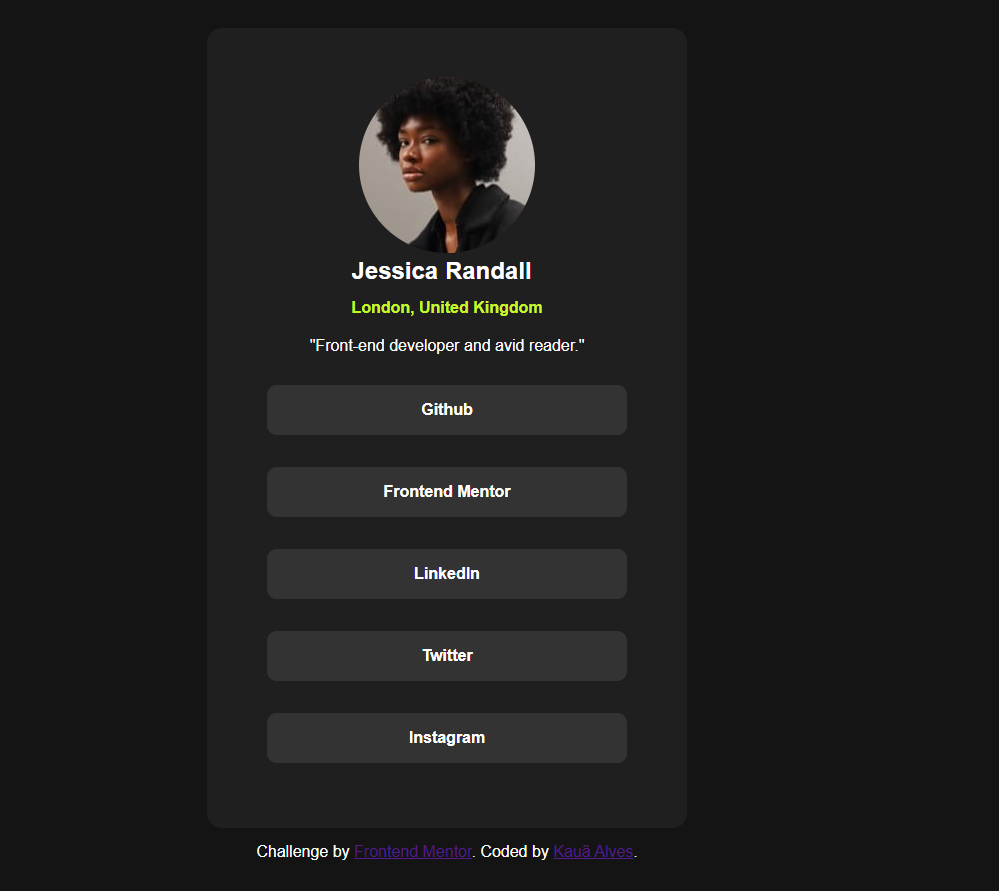 Jessica Randall
London, United Kingdom
"Front-end developer and avid reader."
Github
Frontend Mentor
LinkedIn
Twitter
Instagram
Challenge by Frontend Mentor. Coded by Kauã Alves.